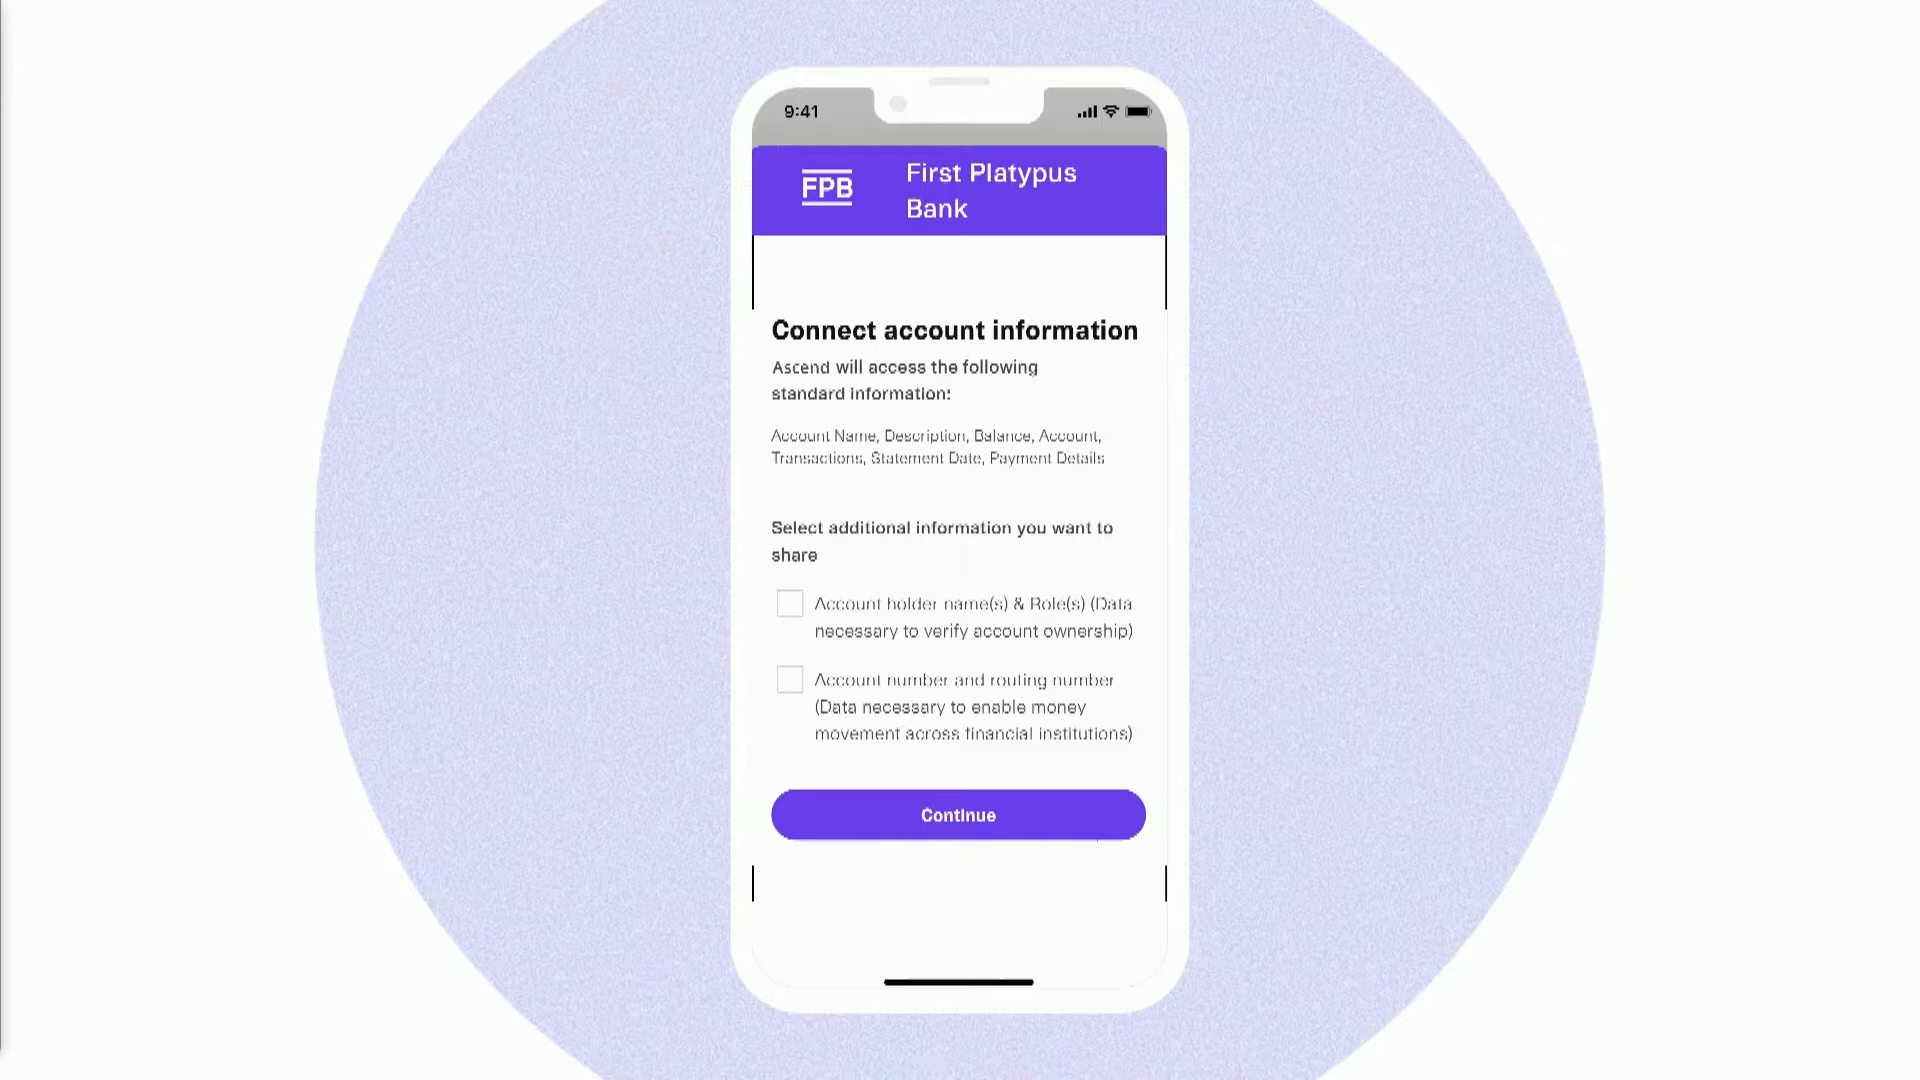 9:41
FPB
First Platypus
Bank
Connect account information
Ascend will access the following
standard information:
Account Name, Description, Balance, Account,
Transactions, Statement Date, Payment Details
Select additional information you want to
share
Account holder name(s) & Role(s) (Data
necessary to verify account ownership)
Account number and routing number
(Data necessary to enable money
movement across financial institutions)
Continue